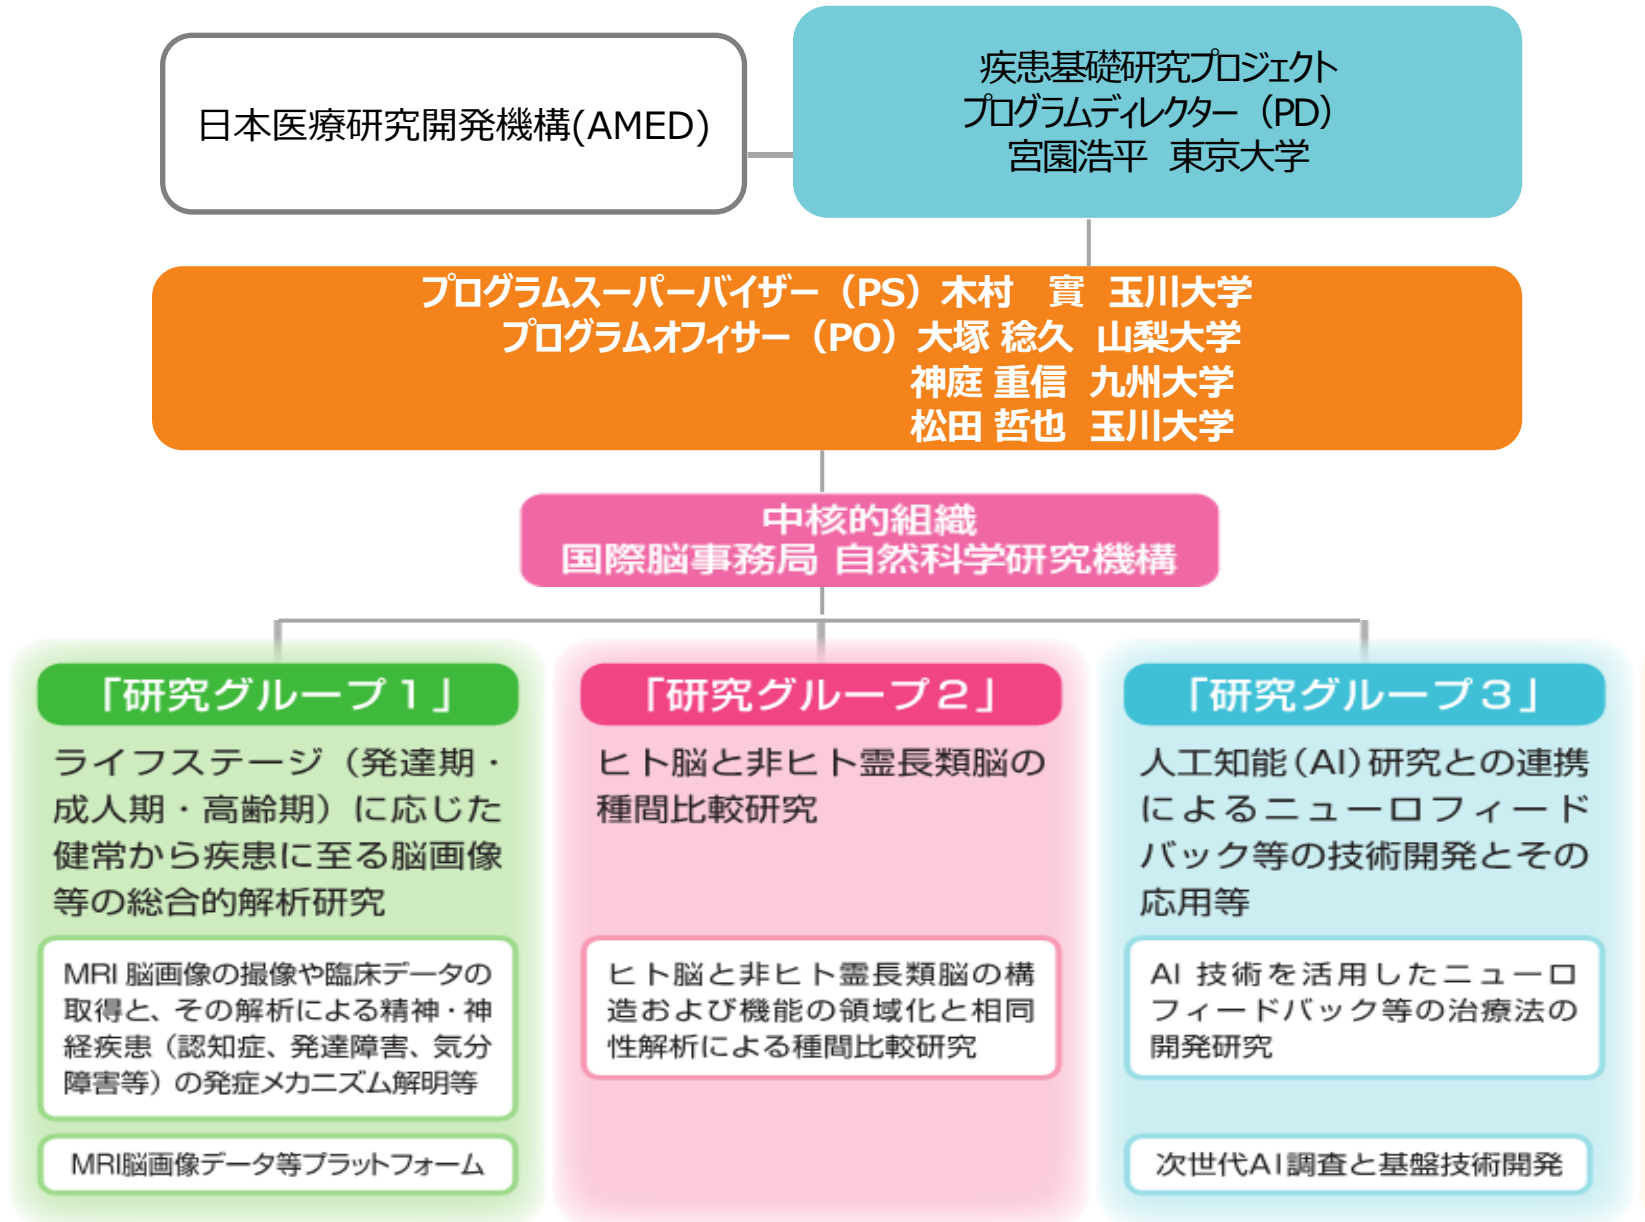 日本医療研究開発機構(AMED)
疾患基礎研究プロジェクト
プログラムディレクター（PD）
宮園浩平　東京大学
プログラムスーパーバイザー（PS）木村　實　玉川大学
プログラムオフィサー（PO）大塚 稔久　山梨大学
神庭 重信　九州大学
松田 哲也　玉川大学
中核的組織
国際脳事務局 自然科学研究機構
「研究グループ１」
ライフステージ（発達期・
成人期・高齢期）に応じた
健常から疾患に至る脳画像
等の総合的解析研究
MRI 脳画像の撮像や臨床データの
取得と、その解析による精神・神
経疾患（認知症、発達障害、気分
障害等）の発症メカニズム解明等
MRI脳画像データ等プラットフォーム
「研究グループ２」
ヒト脳と非ヒト霊長類脳の
種間比較研究
ヒト脳と非ヒト霊長類脳の構
造および機能の領域化と相同
性解析による種間比較研究
「研究グループ３」
人工知能（AI）研究との連携
によるニューロフィード
バック等の技術開発とその
応用等
AI 技術を活用したニューロ
フィードバック等の治療法の
開発研究
次世代AI調査と基盤技術開発